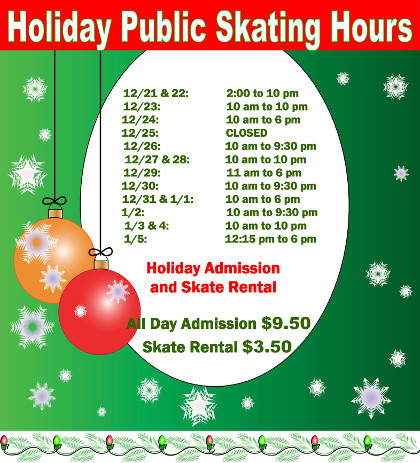 Holiday Public Skating Hours
12/21 & 22: 2:00 to 10 pm
12/23: 10 am to 10 pm
12/24: 10 am to 6 pm
12/25: CLOSED
12/26: 10 am to 9:30 pm
12/27 & 28: 10 am to 10 pm
12/29: 11 am to 6 pm
12/30: 10 am to 9:30 pm
12/31 & 1/1: 10 am to 6 pm
1/2: 10 am to 9:30 pm
1/3 & 4: 10 am to 10 pm
1/5: 12:15 pm to 6 pm
Holiday Admission
and Skate Rental
All Day Admission $9.50
Skate Rental $3.50